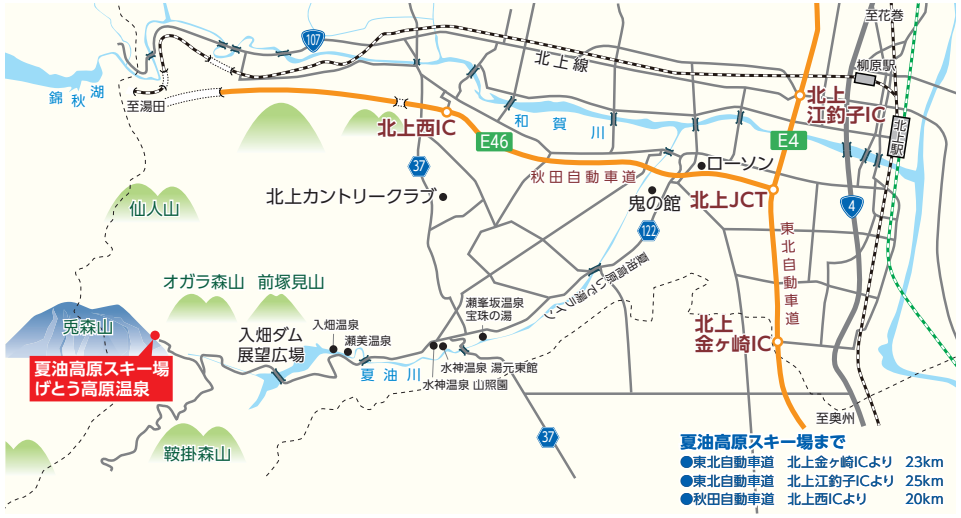 至花巻
107
北上線
柳原駅
錦秋湖
至湯田
北上
江釣子IC
北上西IC
和賀川
北上駅
E46
E4
37
秋田自動車道
ローソン
北上カントリークラブ
鬼の館
北上JCT
仙人山
4
122
東北自動車道
夏油高原いで湯ライン
オガラ森山
前塚見山
瀬峯坂温泉
宝珠の湯
兎森山
入畑ダム
展望広場
入畑温泉
瀬美温泉
北上
金ヶ崎IC
夏油高原スキー場
げとう高原温泉
夏油川
水神温泉 湯元東館
水神温泉 山照園
至奥州
37
鞍掛森山
夏油高原スキー場まで
●東北自動車道 北上金ヶ崎ICより 23km
●東北自動車道 北上江釣子ICより 25km
●秋田自動車道 北上西ICより 20km